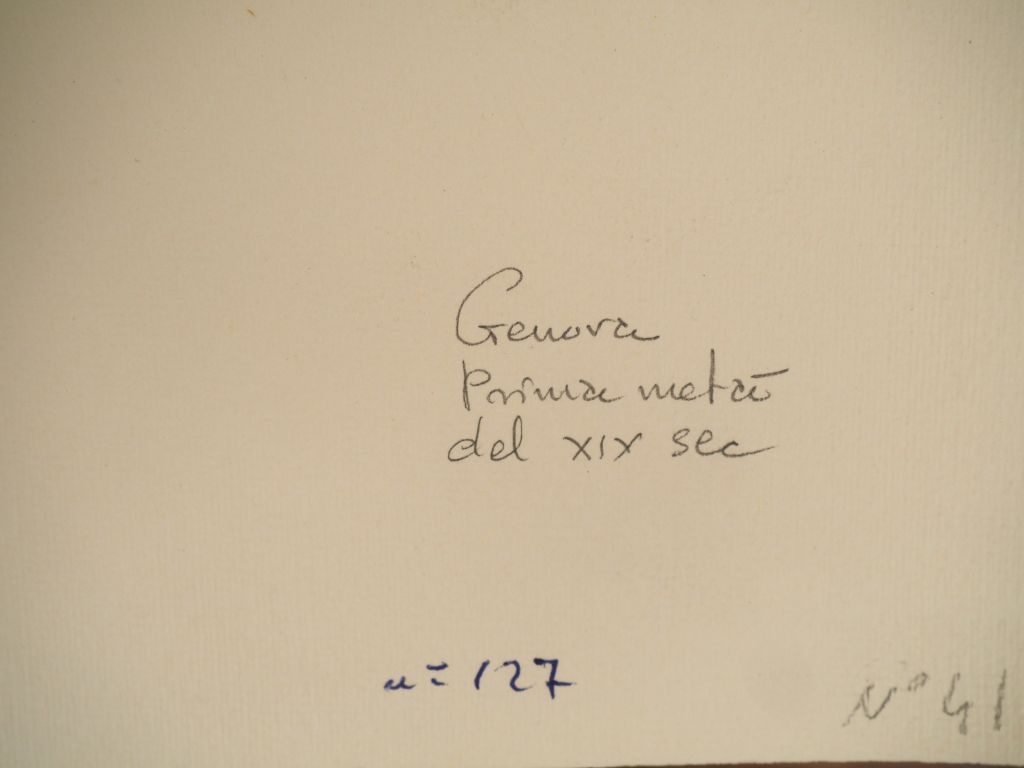 Genova
Prima metà
del XIX sec
n° 127
N° 41